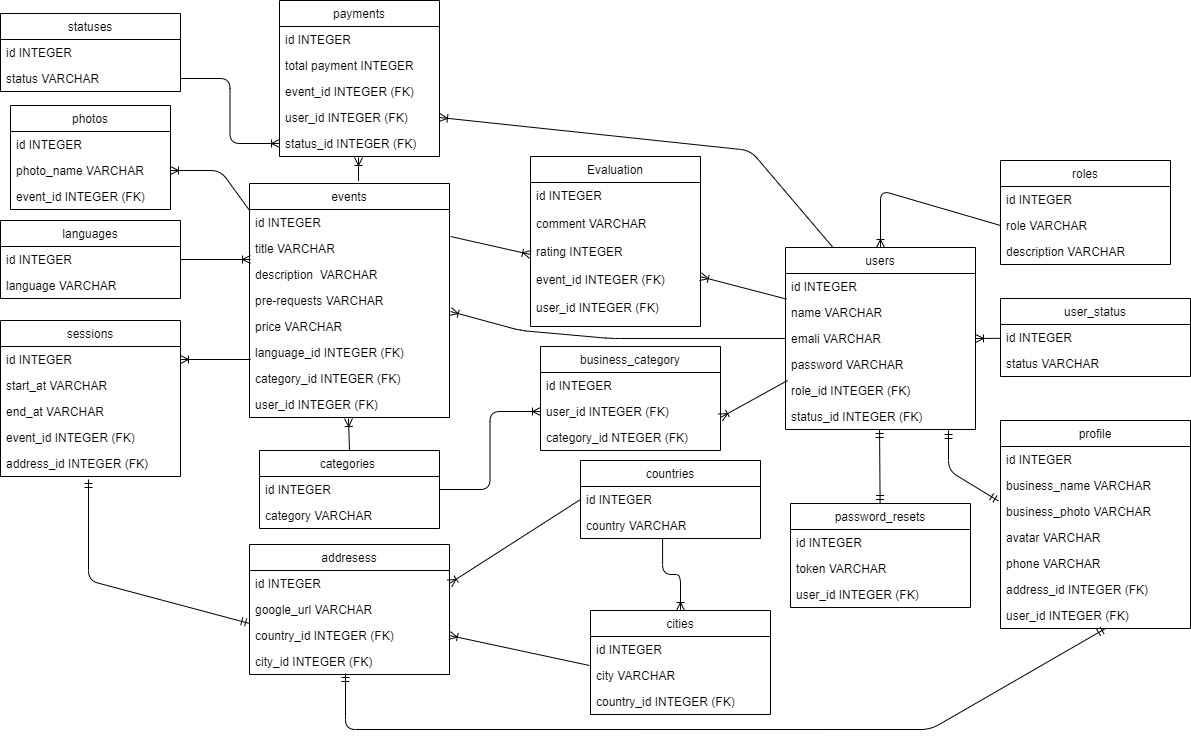 statuses
id INTEGER
status VARCHAR
payments
id INTEGER
total payment INTEGER
event_id INTEGER (FK)
user_id INTEGER (FK)
status_id INTEGER (FK)
photos
id INTEGER
photo_name VARCHAR
event_id INTEGER (FK)
languages
id INTEGER
language VARCHAR
sessions
id INTEGER
start_at VARCHAR
end_at VARCHAR
event_id INTEGER (FK)
address_id INTEGER (FK)
events
id INTEGER
title VARCHAR
description VARCHAR
pre-requests VARCHAR
price VARCHAR
language_id INTEGER (FK)
category_id INTEGER (FK)
user_id INTEGER (FK)
Evaluation
id INTEGER
comment VARCHAR
rating INTEGER
event_id INTEGER (FK)
user_id INTEGER (FK)
business_category
id INTEGER
user_id INTEGER (FK)
category_id NTEGER (FK)
categories
id INTEGER
category VARCHAR
countries
id INTEGER
country VARCHAR
addresess
id INTEGER
google_url VARCHAR
country_id INTEGER (FK)
city_id INTEGER (FK)
cities
id INTEGER
city VARCHAR
country_id INTEGER (FK)
users
id INTEGER
name VARCHAR
emali VARCHAR
password VARCHAR
role_id INTEGER (FK)
status_id INTEGER (FK)
password_resets
id INTEGER
token VARCHAR
user_id INTEGER (FK)
roles
id INTEGER
role VARCHAR
description VARCHAR
user_status
id INTEGER
status VARCHAR
profile
id INTEGER
business_name VARCHAR
business_photo VARCHAR
avatar VARCHAR
phone VARCHAR
address_id INTEGER (FK)
user_id INTEGER (FK)